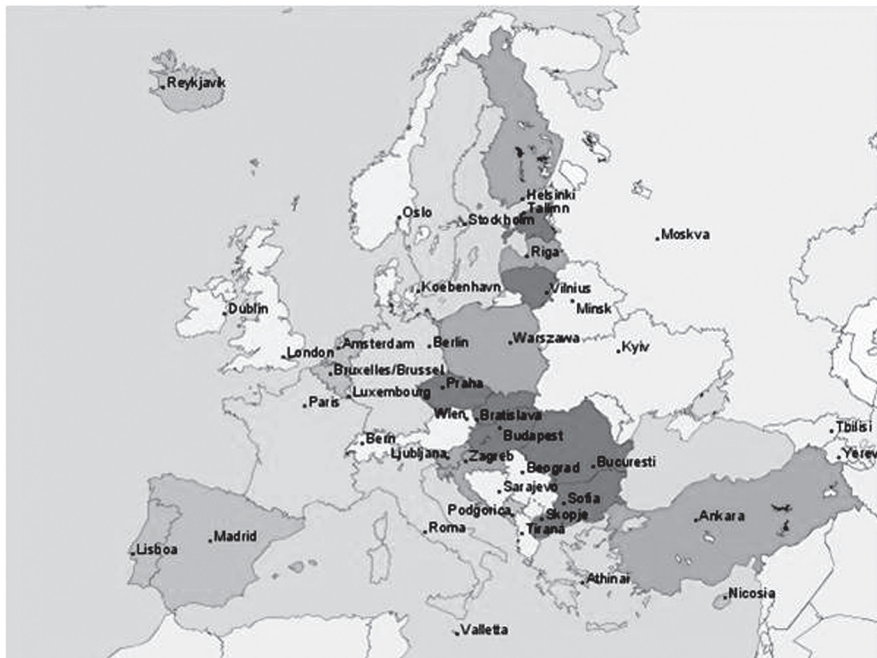 Reykjavik
Helsinki
Tallinn
Oslo
Stockholm
Moskva
Riga
Koebenhavn
Vilnius
Minsk
Dublin
Amsterdam
Berlin
Warszawa
Kyiv
London
Bruxelles/Brussel
Praha
Luxembourg
Paris
Wien
Bratislava
Tbilisi
Bern
Budapest
Ljubljana
Zagreb
Yerev
Beograd
Bucuresti
Sarajevo
Sofia
Podgorica
Skopje
Ankara
Roma
Tirana
Madrid
Lisboa
Athinai
Nicosia
Valletta